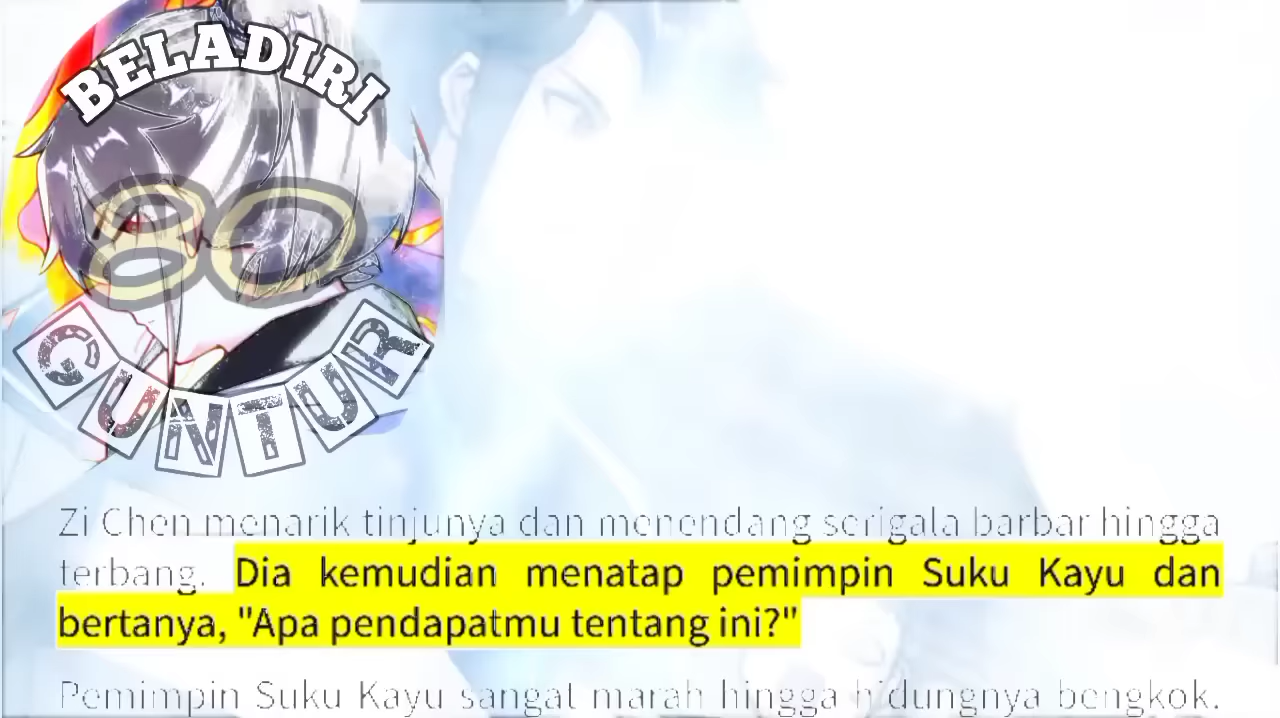 BELADIRI
GUNTUR
Zi Chen menarik tinjunya dan menendang serigala barbar hingga
terbang. Dia kemudian menatap pemimpin Suku Kayu dan
bertanya, "Apa pendapatmu tentang ini?"
Pemimpin Suku Kayu sangat marah hingga hidungnya bengkok.